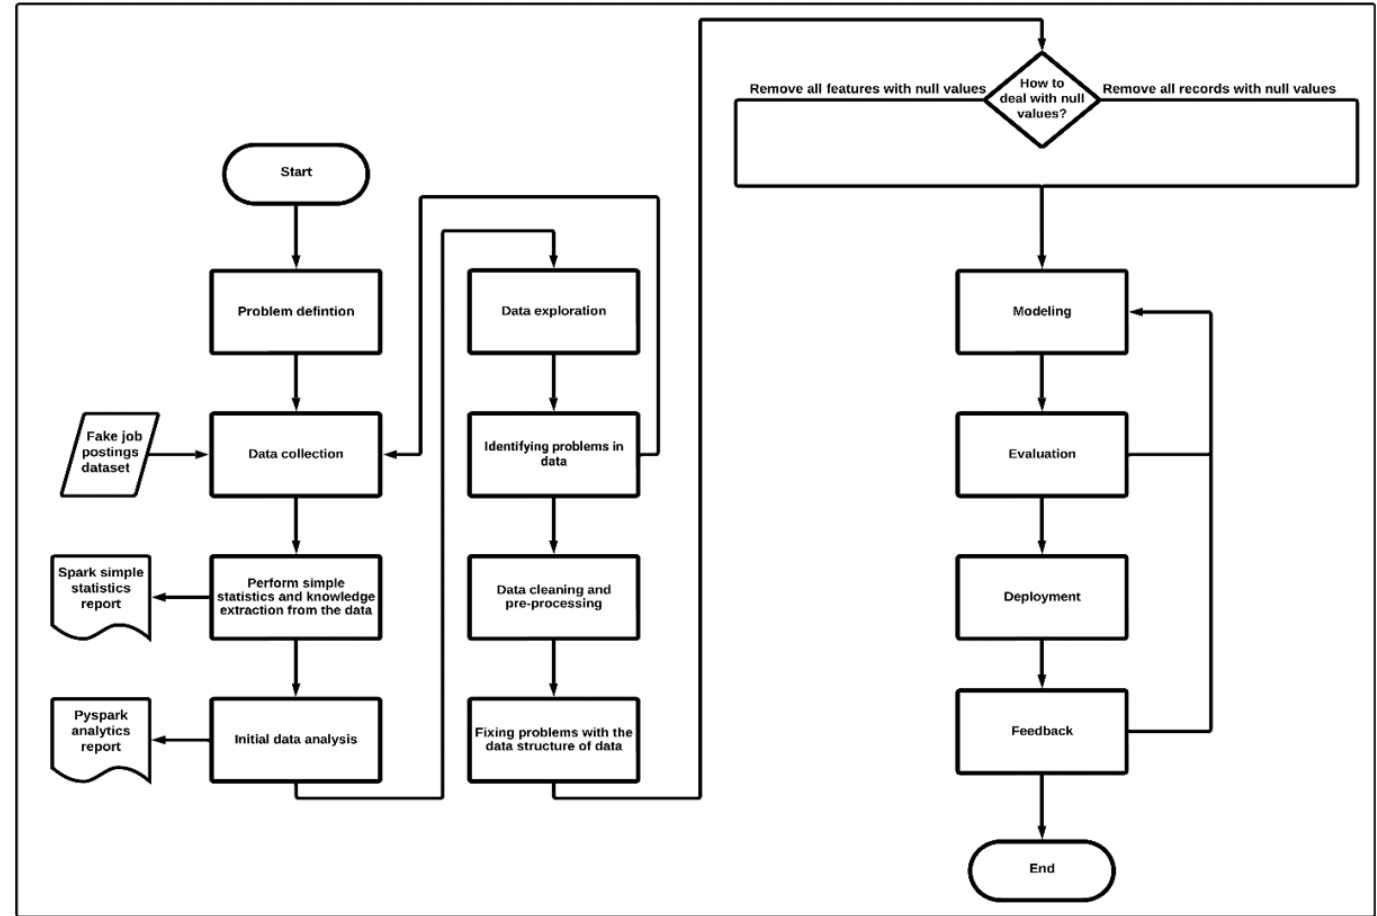 Start
Problem defintion
Fake job
postings
dataset
Data collection
Spark simple
statistics
report
Perform simple
statistics and knowledge
extraction from the data
Pyspark
analytics
report
Initial data analysis
Data exploration
Identifying problems in
data
Data cleaning and
pre-processing
Fixing problems with the
data structure of data
Remove all features with null values
How to
deal with null
values?
Remove all records with null values
Modeling
Evaluation
Deployment
Feedback
End